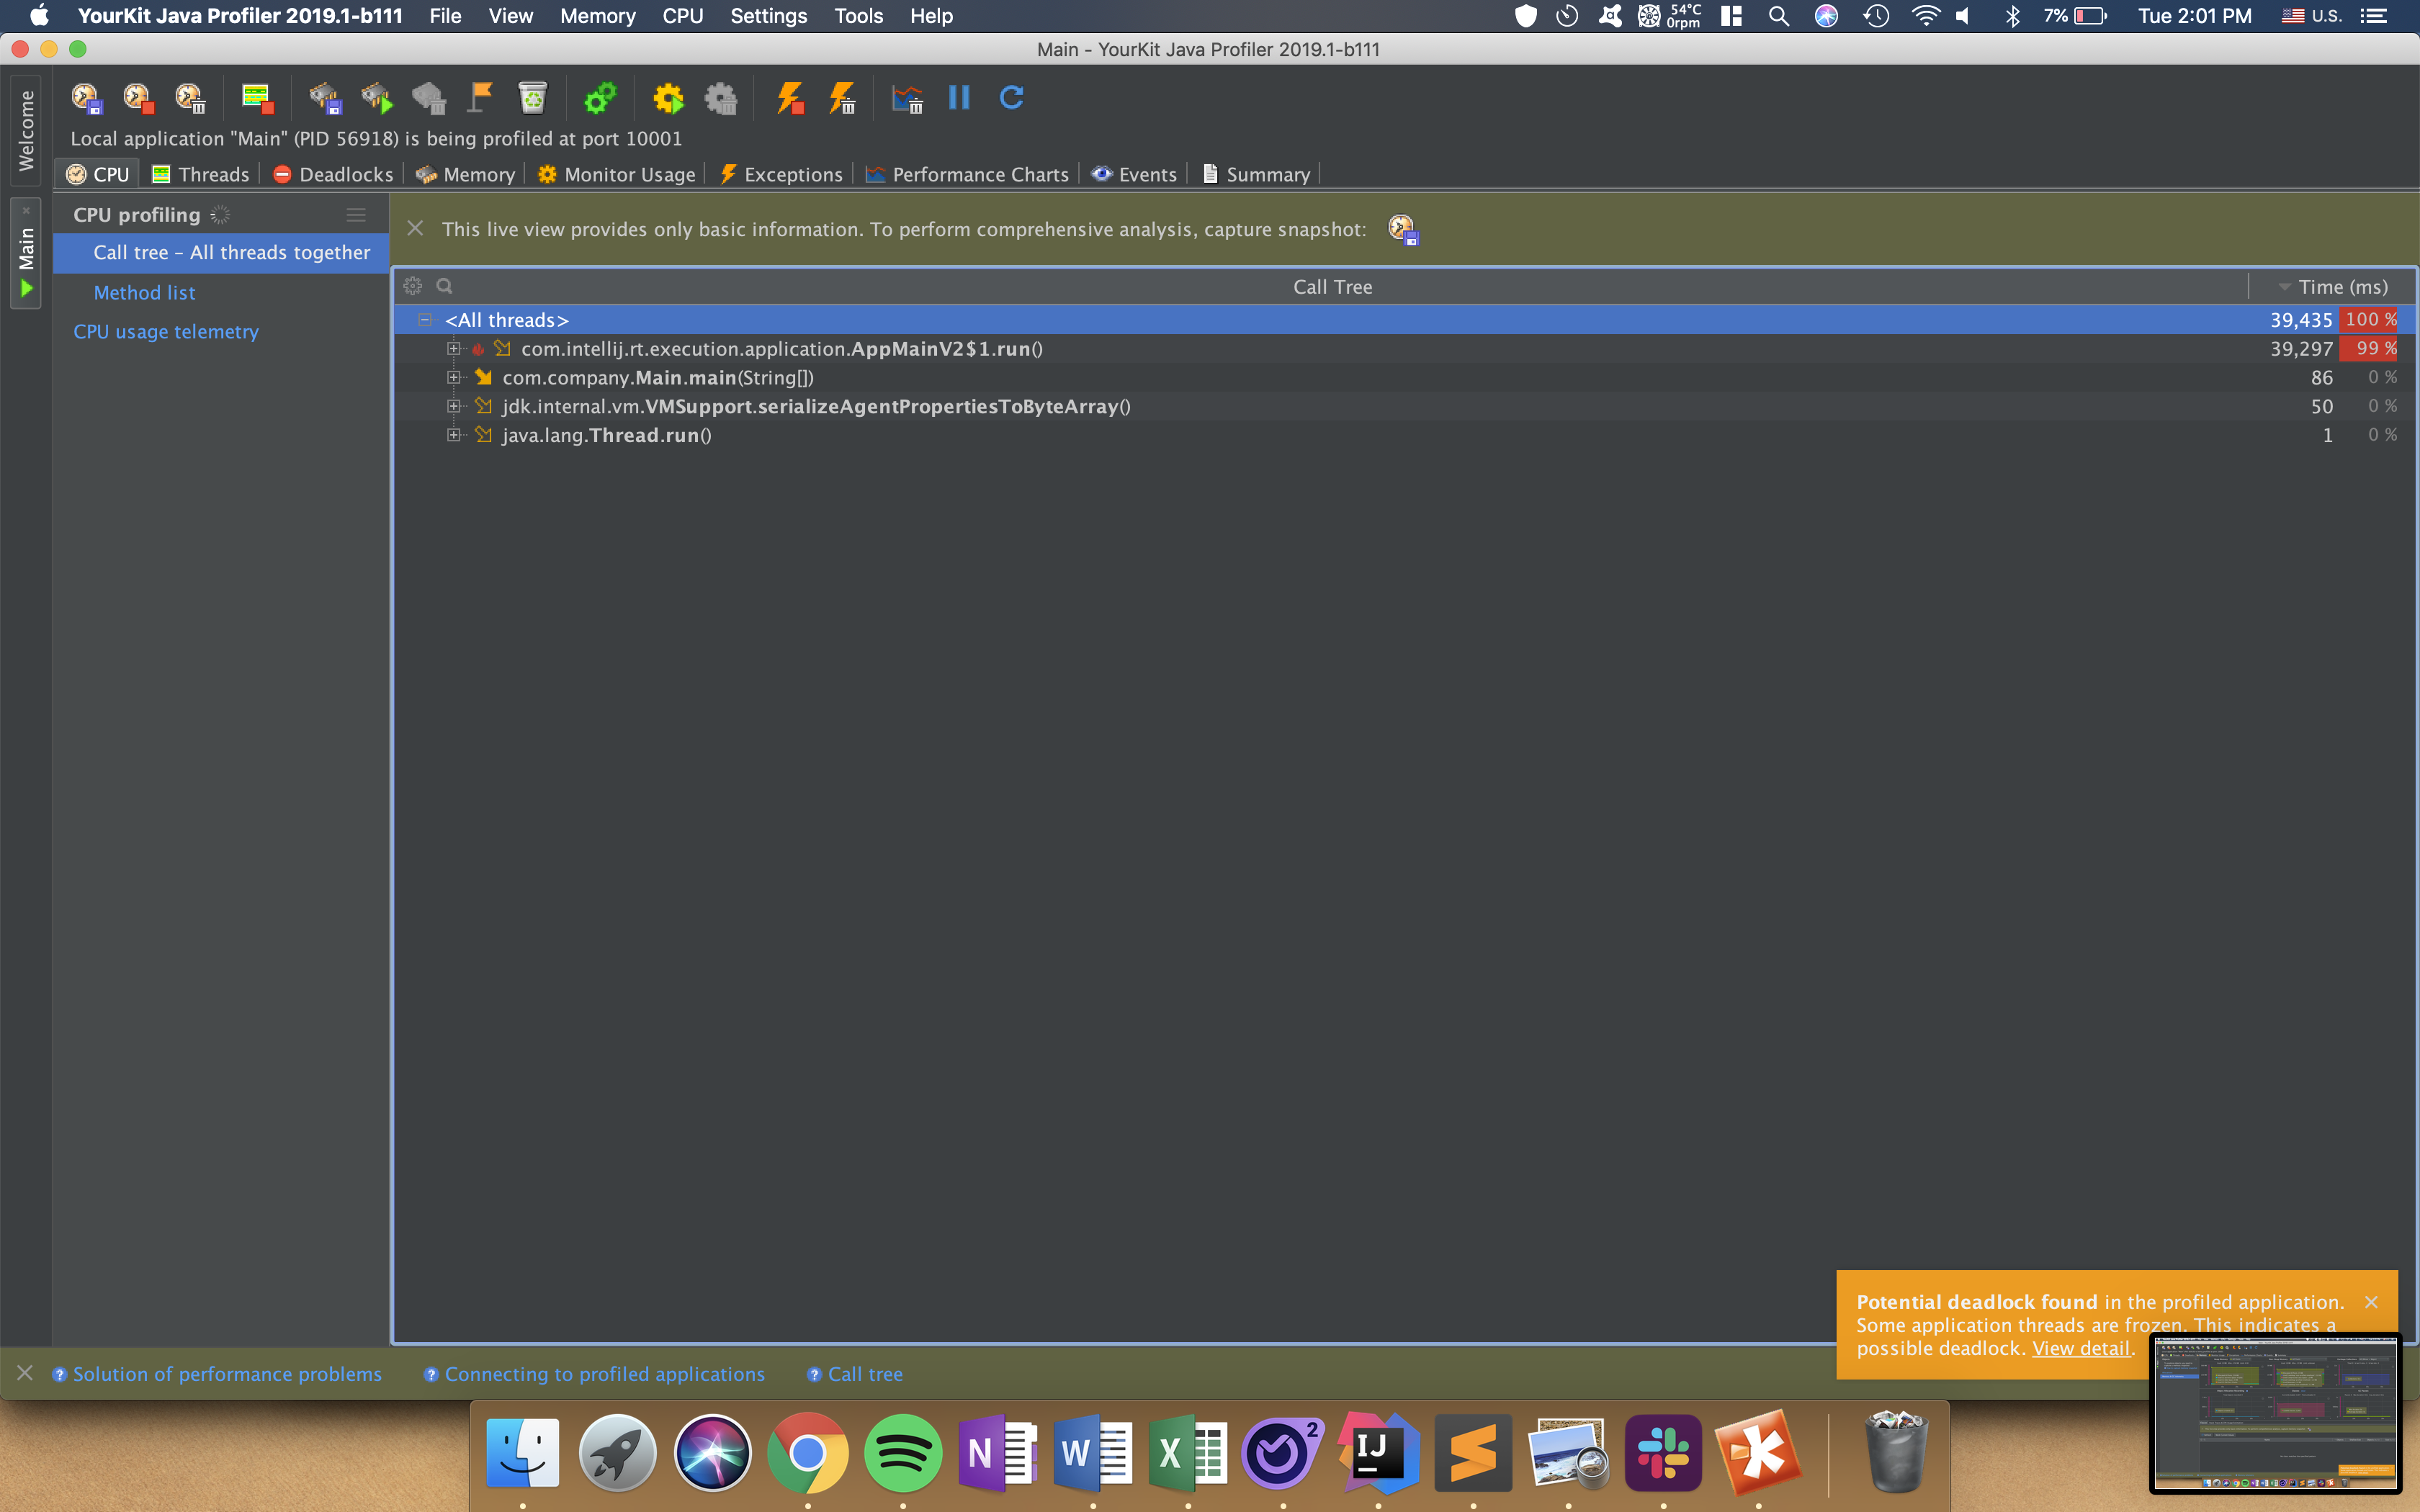 YourKit Java Profiler 2019.1-b111 File View Memory CPU Settings Tools Help 54°C 0rpm 7% Tue 2:01 PM U.S.
Main - YourKit Java Profiler 2019.1-b111
Welcome
Main
Local application "Main" (PID 56918) is being profiled at port 10001
CPU Threads Deadlocks Memory Monitor Usage Exceptions Performance Charts Events Summary
CPU profiling
Call tree – All threads together
Method list
CPU usage telemetry
This live view provides only basic information. To perform comprehensive analysis, capture snapshot:
Call Tree Time (ms)
<All threads> 39,435 100 %
com.intellij.rt.execution.application.AppMainV2$1.run() 39,297 99 %
com.company.Main.main(String[]) 86 0 %
jdk.internal.vm.VMSupport.serializeAgentPropertiesToByteArray() 50 0 %
java.lang.Thread.run() 1 0 %
Potential deadlock found in the profiled application.
Some application threads are frozen. This indicates a
possible deadlock. View detail.
? Solution of performance problems ? Connecting to profiled applications ? Call tree
N W X 2 IJ